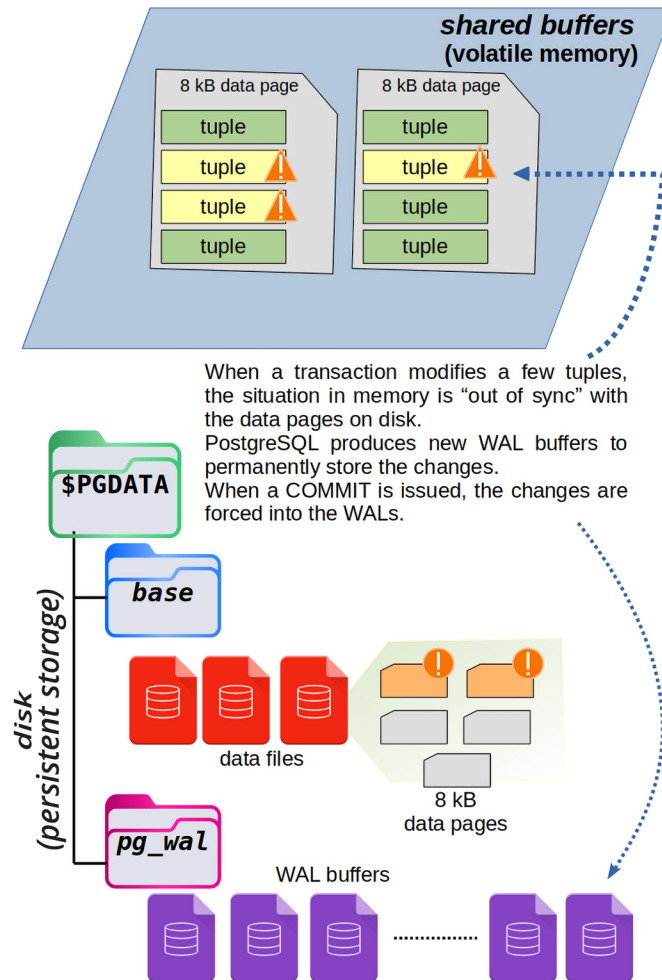 shared buffers
(volatile memory)
8 kB data page
8 kB data page
tuple
tuple
tuple
tuple
tuple
tuple
tuple
tuple
When a transaction modifies a few tuples,
the situation in memory is “out of sync” with
the data pages on disk.
PostgreSQL produces new WAL buffers to
permanently store the changes.
When a COMMIT is issued, the changes are
forced into the WALs.
$PGDATA
base
disk
(persistent storage)
data files
8 kB
data pages
pg_wal
WAL buffers